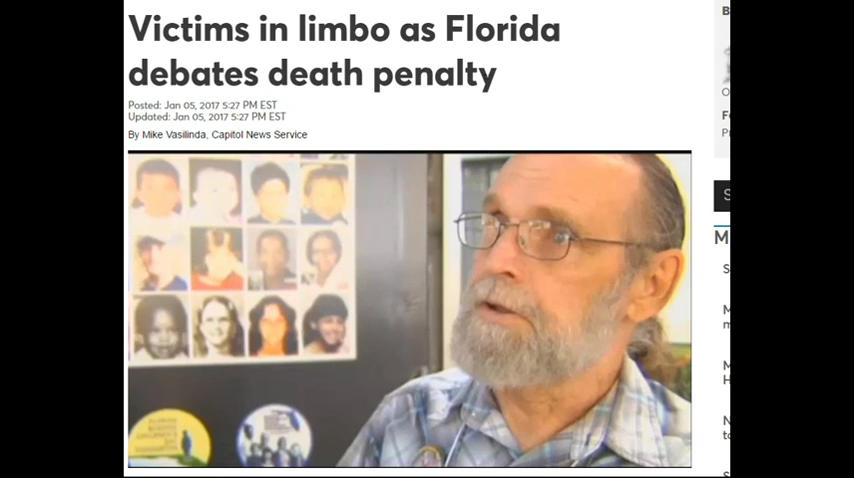 Victims in limbo as Florida
debates death penalty
Posted: Jan 05, 2017 5:27 PM EST
Updated: Jan 05, 2017 5:27 PM EST
By Mike Vasilinda, Capitol News Service